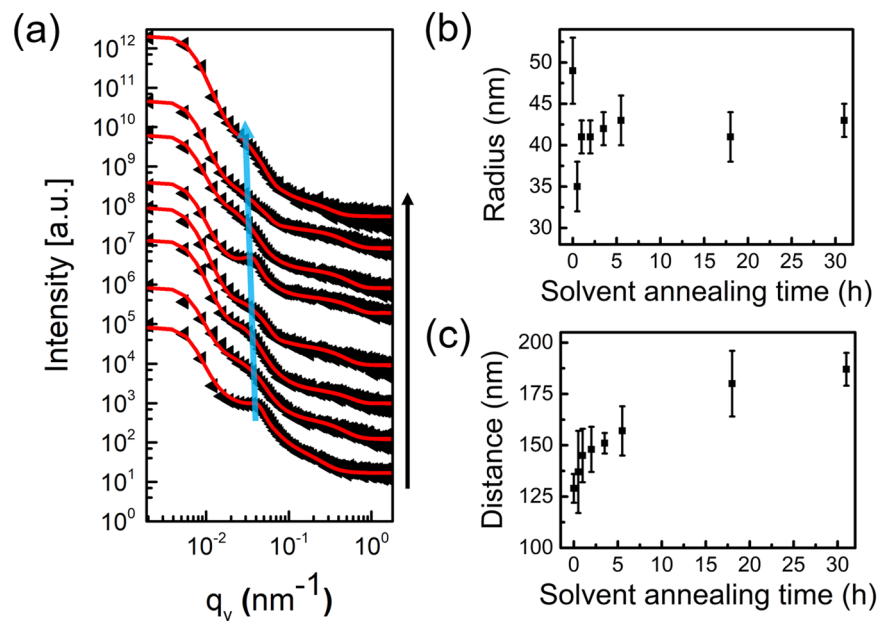 (a)
10^12
10^11
10^10
10^9
10^8
10^7
10^6
10^5
10^4
10^3
10^2
10^1
10^0
Intensity [a.u.]
10^-2 10^-1 10^0
q_y (nm^-1)
(b)
50
45
40
35
30
Radius (nm)
0 5 10 15 20 25 30
Solvent annealing time (h)
(c)
200
175
150
125
100
Distance (nm)
0 5 10 15 20 25 30
Solvent annealing time (h)